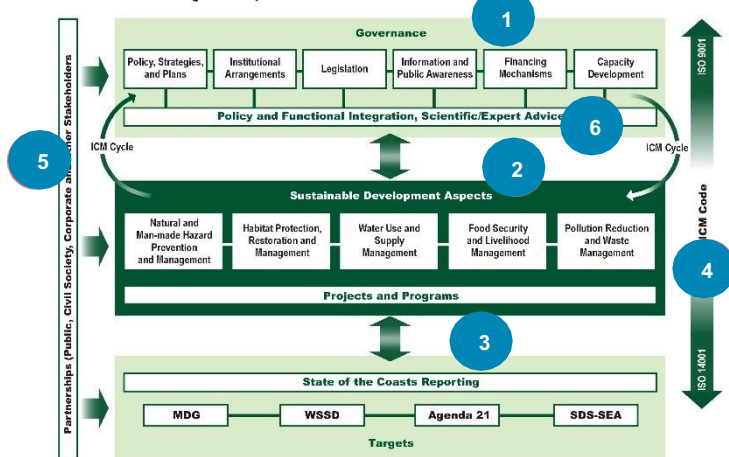 1
Governance
Policy, Strategies,
and Plans
Institutional
Arrangements
Legislation
Information and
Public Awareness
Financing
Mechanisms
Capacity
Development
Policy and Functional Integration, Scientific/Expert Advice
6
ICM Cycle
ICM Cycle
5
Partnerships (Public, Civil Society, Corporate and Stakeholders
2
Sustainable Development Aspects
Natural and
Man-made Hazard
Prevention
and Management
Habitat Protection,
Restoration and
Management
Water Use and
Supply
Management
Food Security
and Livelihood
Management
Pollution Reduction
and Waste
Management
Projects and Programs
3
State of the Coasts Reporting
MDG
WSSD
Agenda 21
SDS-SEA
Targets
ISO 9001
ICM Code
4
ISO 14001